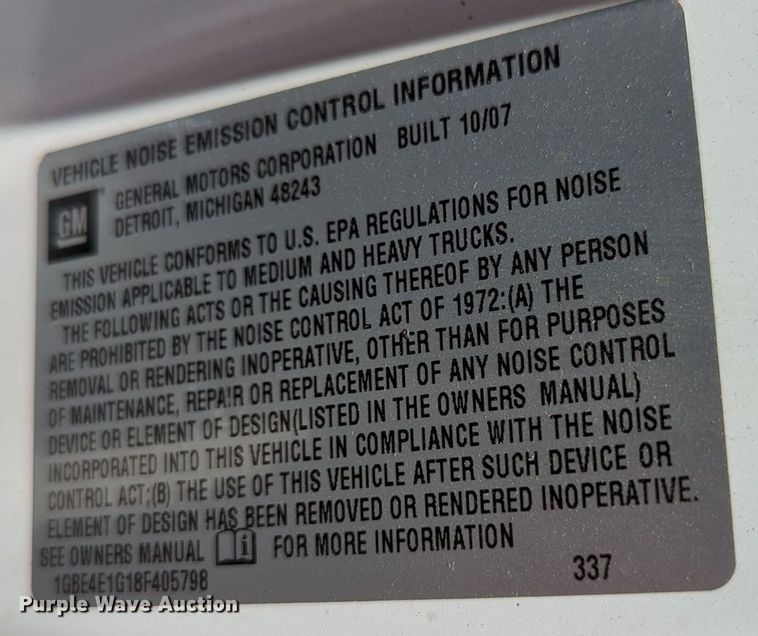 VEHICLE NOISE EMISSION CONTROL INFORMATION
GM
GENERAL MOTORS CORPORATION BUILT 10/07
DETROIT, MICHIGAN 48243
THIS VEHICLE CONFORMS TO U.S. EPA REGULATIONS FOR NOISE
EMISSION APPLICABLE TO MEDIUM AND HEAVY TRUCKS.
THE FOLLOWING ACTS OR THE CAUSING THEREOF BY ANY PERSON
ARE PROHIBITED BY THE NOISE CONTROL ACT OF 1972:(A) THE
REMOVAL OR RENDERING INOPERATIVE, OTHER THAN FOR PURPOSES
OF MAINTENANCE, REPAIR OR REPLACEMENT OF ANY NOISE CONTROL
DEVICE OR ELEMENT OF DESIGN(LISTED IN THE OWNERS MANUAL)
INCORPORATED INTO THIS VEHICLE IN COMPLIANCE WITH THE NOISE
CONTROL ACT;(B) THE USE OF THIS VEHICLE AFTER SUCH DEVICE OR
ELEMENT OF DESIGN HAS BEEN REMOVED OR RENDERED INOPERATIVE.
SEE OWNERS MANUAL i FOR MORE INFORMATION
1GBE4E1G18F405798 337
Purple Wave Auction